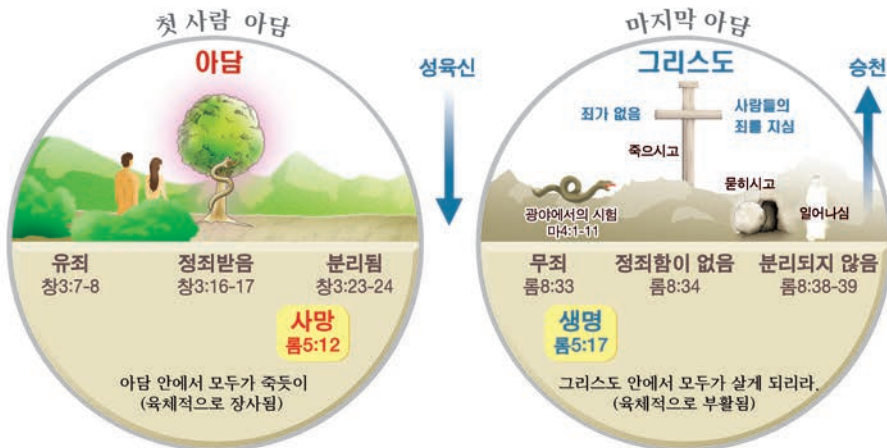 첫 사람 아담
아담
유죄
창3:7-8
정죄받음
창3:16-17
분리됨
창3:23-24
사망
롬5:12
아담 안에서 모두가 죽듯이
(육체적으로 장사됨)
성육신
마지막 아담
그리스도
죄가 없음
사람들의
죄를 지심
죽으시고
묻히시고
일어나심
광야에서의 시험
마4:1-11
무죄
롬8:33
정죄함이 없음
롬8:34
분리되지 않음
롬8:38-39
생명
롬5:17
그리스도 안에서 모두가 살게 되리라.
(육체적으로 부활됨)
승천